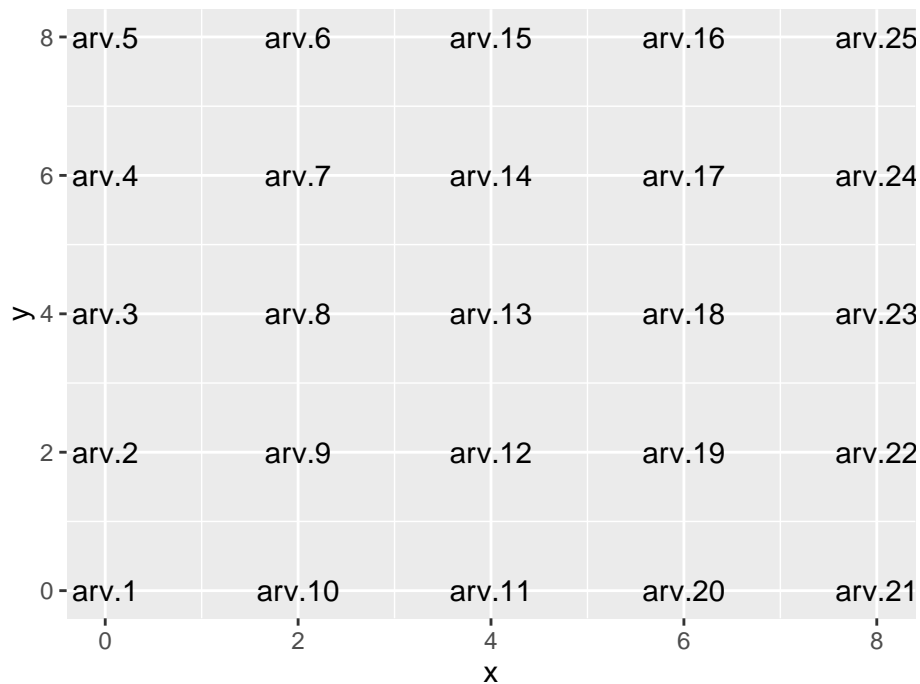 8 arv.5 arv.6 arv.15 arv.16 arv.25
6 arv.4 arv.7 arv.14 arv.17 arv.24
y 4 arv.3 arv.8 arv.13 arv.18 arv.23
2 arv.2 arv.9 arv.12 arv.19 arv.22
0 arv.1 arv.10 arv.11 arv.20 arv.21
0 2 4 6 8
x